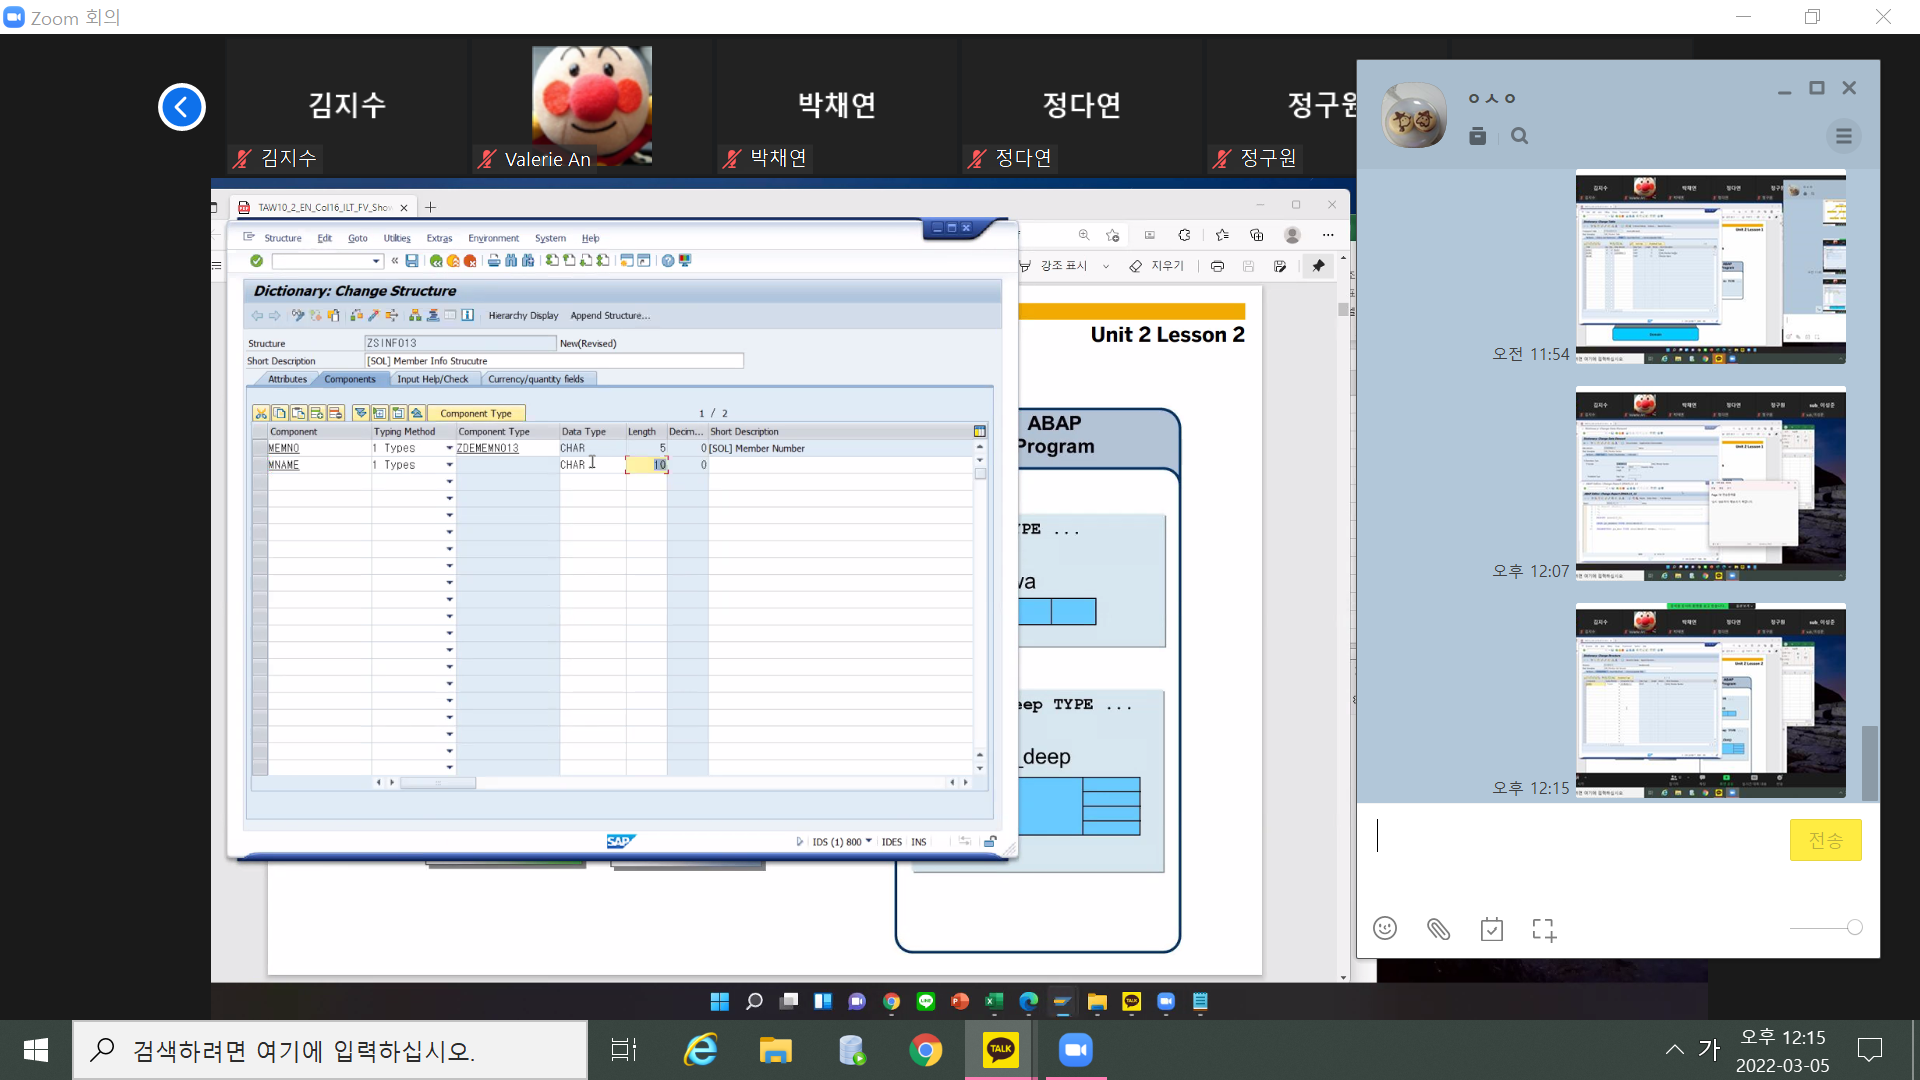 Zoom 회의
김지수
박채연
정다연
정구원
김지수
Valerie An
박채연
정다연
정구원
TAW10_2_EN_Col16_ILT_FV_Show
Structure Edit Goto Utilities Extras Environment System Help
강조 표시
지우기
Dictionary: Change Structure
Hierarchy Display Append Structure...
Structure ZSINFO13 New(Revised)
Short Description [SOL] Member Info Strucutre
Attributes Components Input Help/Check Currency/quantity fields
Component Type 1 / 2
Component Typing Method Component Type Data Type Length Decim... Short Description
MEMNO 1 Types ZDEMEMNO13 CHAR 5 0 [SOL] Member Number
MNAME 1 Types CHAR 10 0
SAP
IDS (1) 800 IDES INS
Unit 2 Lesson 2
ABAP
Program
YPE ...
wa
eep TYPE ...
_deep
ㅇㅅㅇ
오전 11:54
오후 12:07
오후 12:15
전송
검색하려면 여기에 입력하십시오.
TALK
가
오후 12:15
2022-03-05